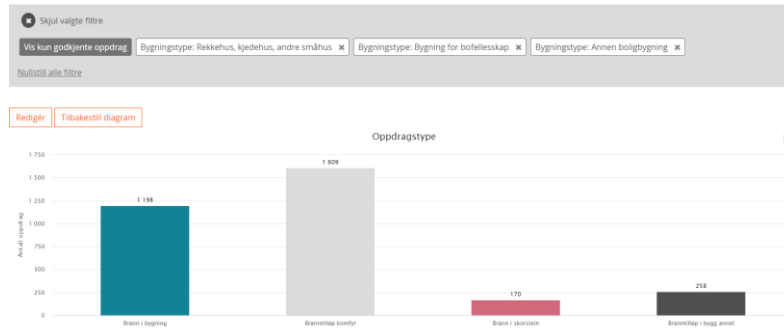 Skjul valgte filtre
Vis kun godkjente oppdrag Bygningstype: Rekkehus, kjedehus, andre småhus × Bygningstype: Bygning for bofellesskap × Bygningstype: Annen boligbygning ×
Nullstill alle filtre
Redigér Tilbakestill diagram
Oppdragstype
Antall oppdrag
1 750
1 500
1 250
1 000
750
500
250
0
1 198
1 609
170
258
Brann i bygning Branntilløp komfyr Brann i skorstein Branntilløp i bygg annet